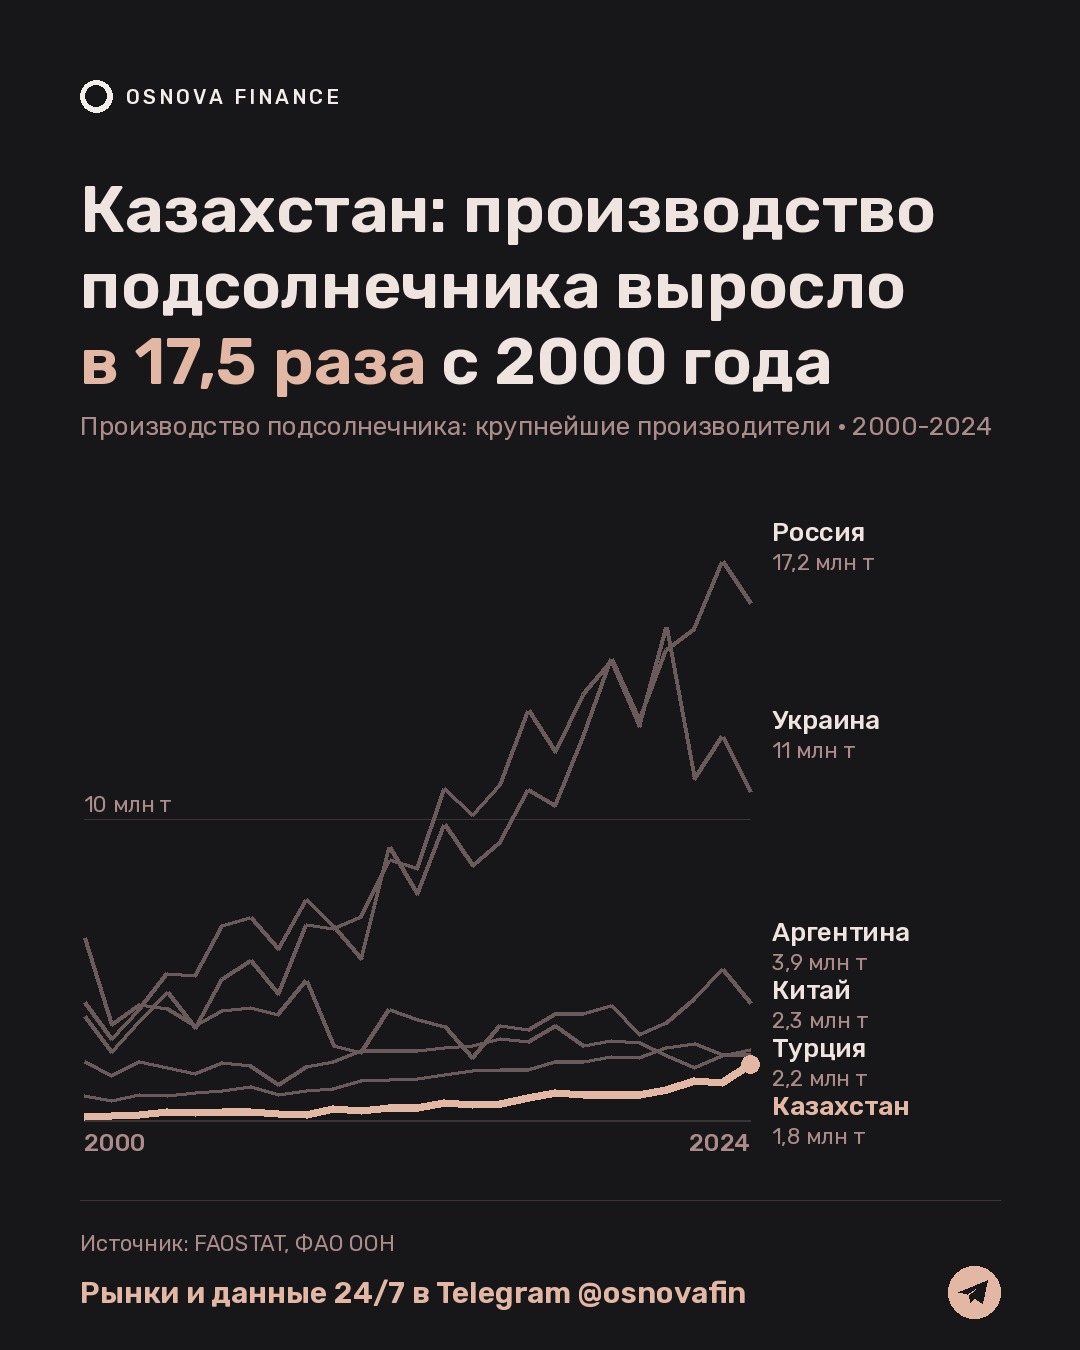 OSNOVA FINANCE
Казахстан: производство
подсолнечника выросло
в 17,5 раза с 2000 года
Производство подсолнечника: крупнейшие производители • 2000-2024
Россия
17,2 млн т
Украина
11 млн т
10 млн т
Аргентина
3,9 млн т
Китай
2,3 млн т
Турция
2,2 млн т
Казахстан
1,8 млн т
2000
2024
Источник: FAOSTAT, ФАО ООН
Рынки и данные 24/7 в Telegram @osnovafin